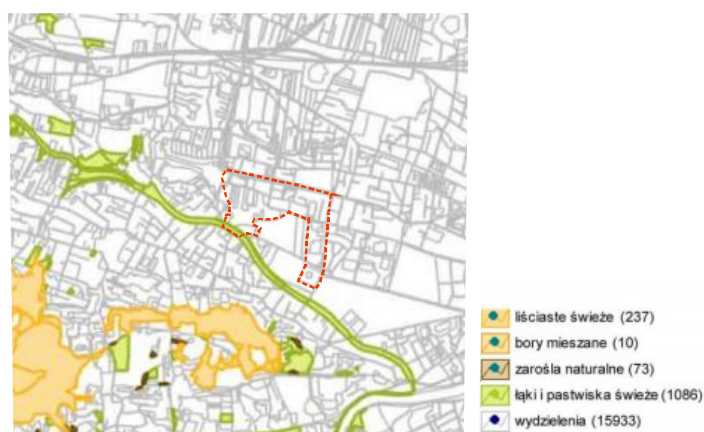 liściaste świeże (237)
bory mieszane (10)
zarośla naturalne (73)
łąki i pastwiska świeże (1086)
wydzielenia (15933)